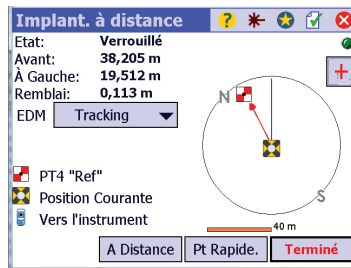 Implant. à distance
Etat: Verrouillé
Avant: 38,205 m
À Gauche: 19,512 m
Remblai: 0,113 m
EDM Tracking
N
PT4 "Ref"
Position Courante
S
Vers l'instrument
40 m
A Distance Pt Rapide. Terminé